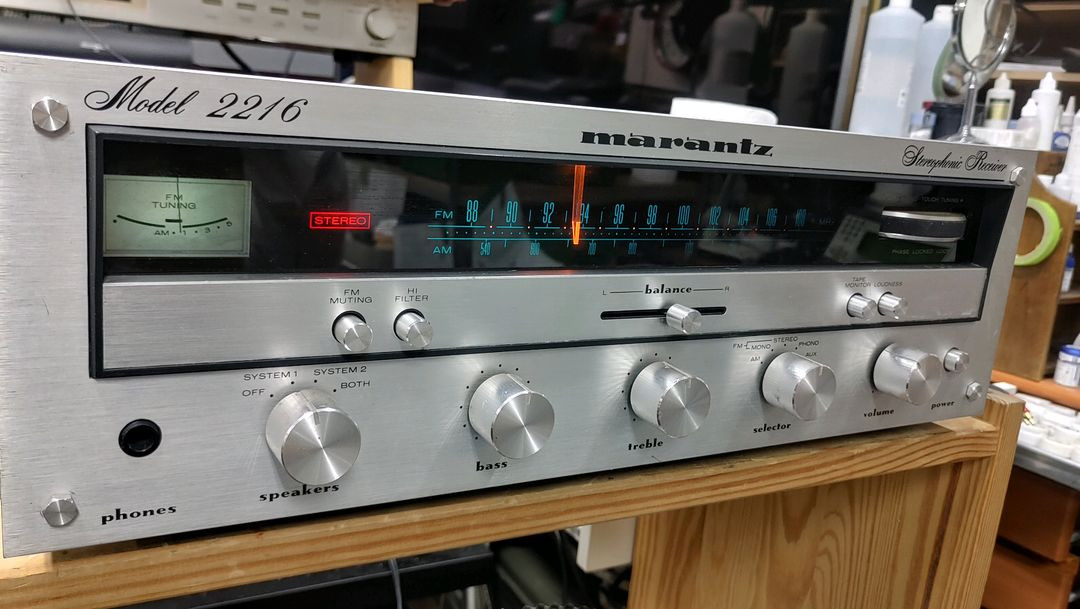 Model 2216
marantz
Stereophonic Receiver
FM
TUNING
AM 1 3 5
STEREO
FM 88 90 92 94 96 98 100 102 104 106 108 MHz
AM 540 600 700 800
TOUCH TUNING
PHASE LOCKED
FM
MUTING
HI
FILTER
L balance R
TAPE
MONITOR LOUDNESS
SYSTEM 1 SYSTEM 2
OFF BOTH
FM MONO STEREO PHONO
AM AUX
phones
speakers
bass
treble
selector
volume
power